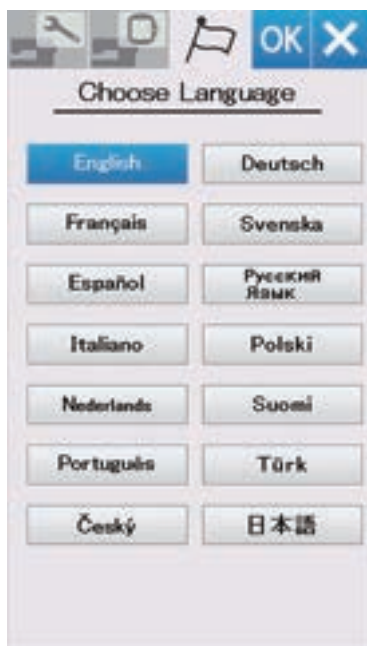 OK
Choose Language
English
Deutsch
Français
Svenska
Español
Русский
Язык
Italiano
Polski
Nederlands
Suomi
Português
Türk
Český
日本語